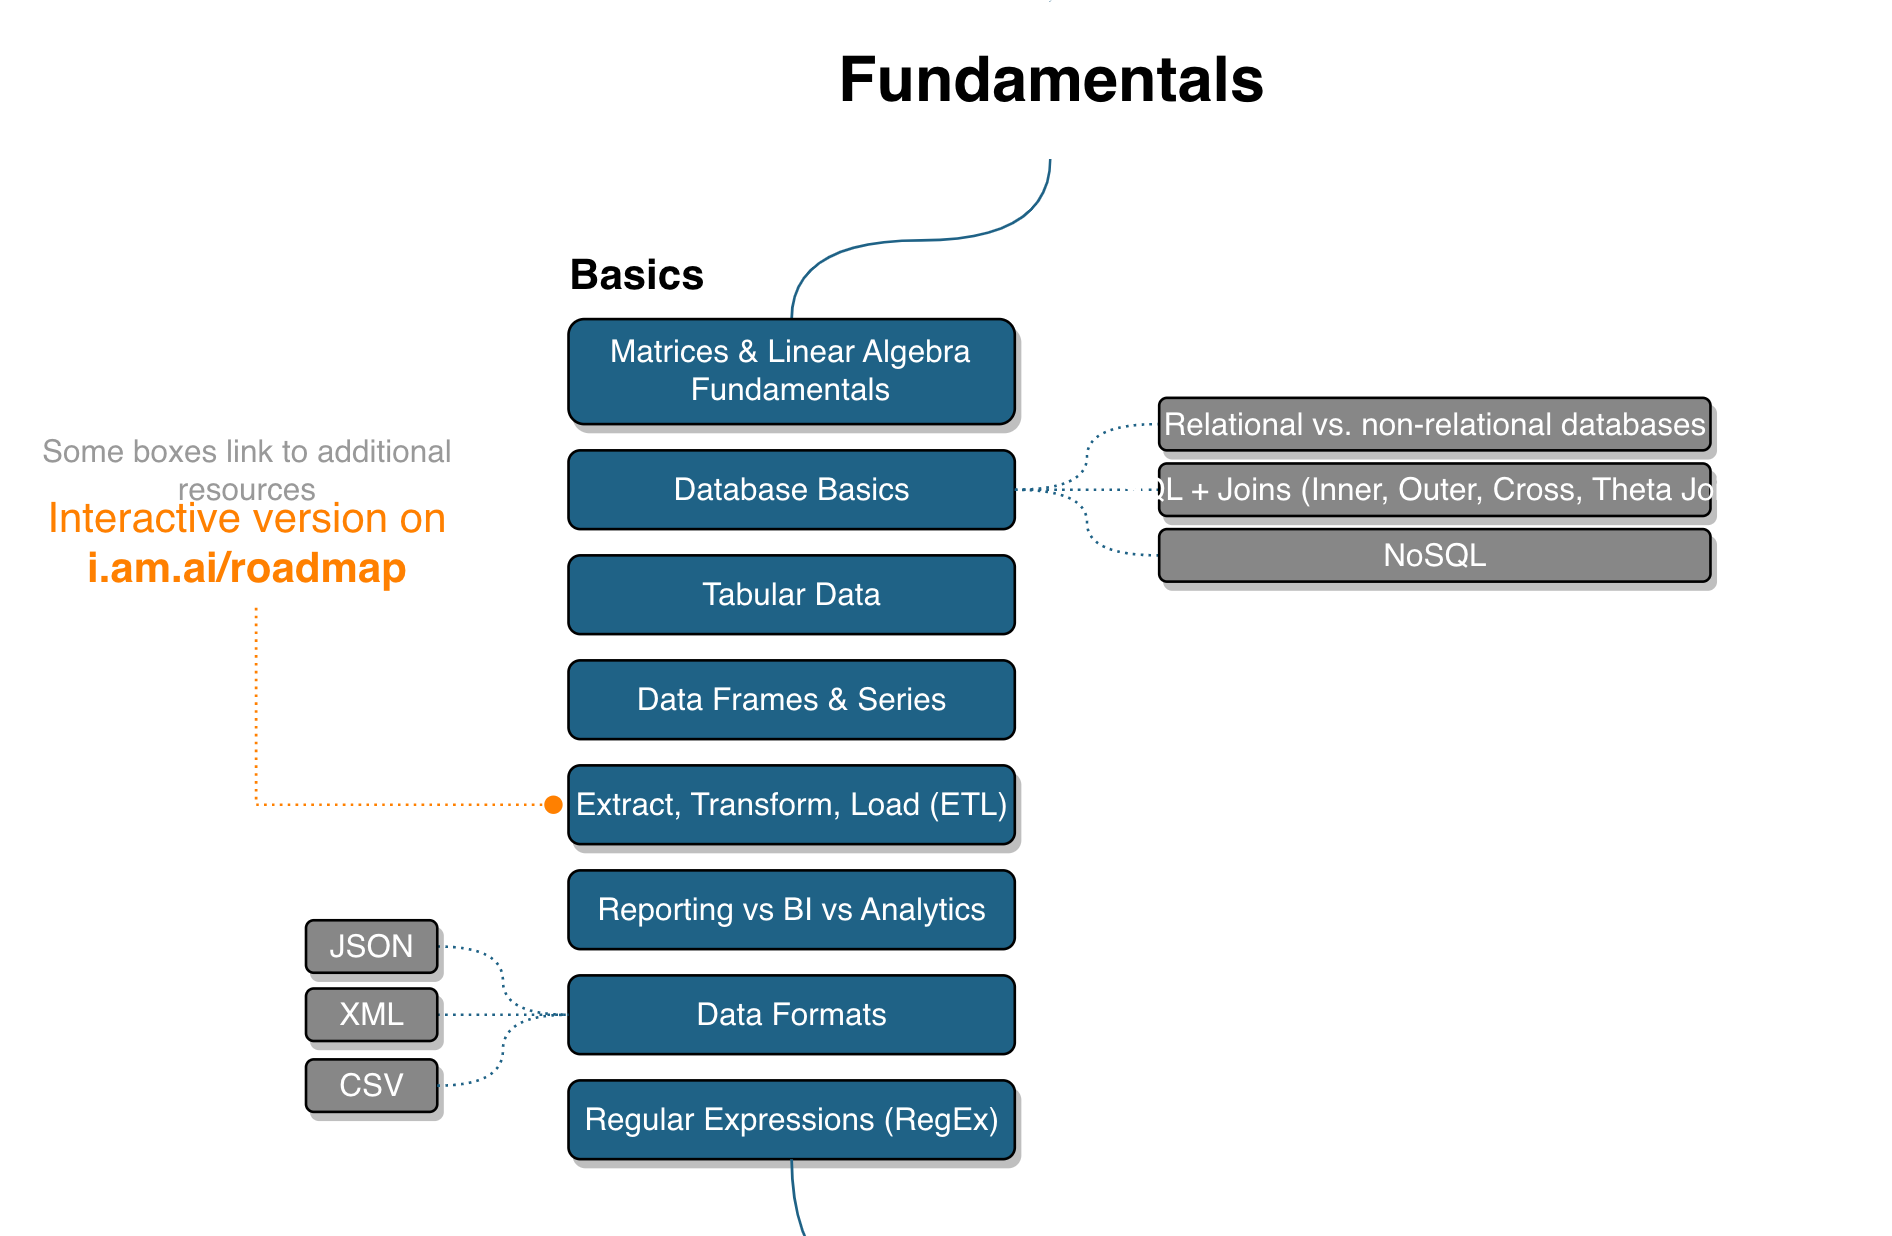 Fundamentals
Basics
Matrices & Linear Algebra
Fundamentals
Some boxes link to additional
resources
Interactive version on
i.am.ai/roadmap
Database Basics
Relational vs. non-relational databases
QL + Joins (Inner, Outer, Cross, Theta Jo
NoSQL
Tabular Data
Data Frames & Series
Extract, Transform, Load (ETL)
Reporting vs BI vs Analytics
Data Formats
JSON
XML
CSV
Regular Expressions (RegEx)